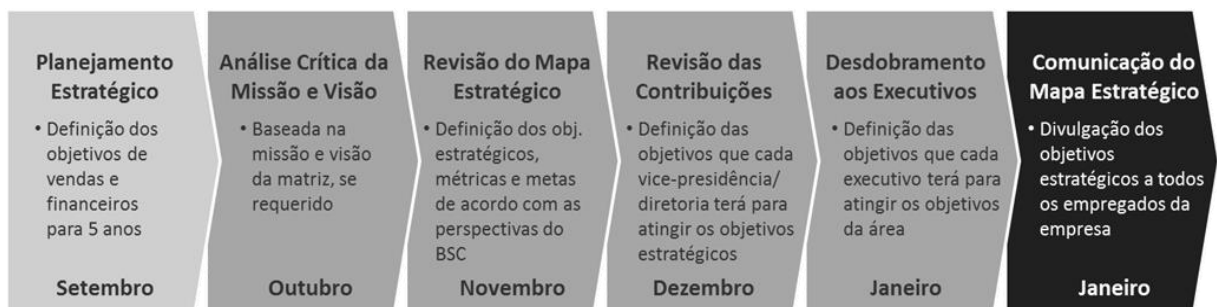 Planejamento
Estratégico
• Definição dos
objetivos de
vendas e
financeiros
para 5 anos
Setembro
Análise Crítica da
Missão e Visão
• Baseada na
missão e visão
da matriz, se
requerido
Outubro
Revisão do Mapa
Estratégico
• Definição dos obj.
estratégicos,
métricas e metas
de acordo com as
perspectivas do
BSC
Novembro
Revisão das
Contribuições
• Definição das
objetivos que cada
vice-presidência/
diretoria terá para
atingir os objetivos
estratégicos
Dezembro
Desdobramento
aos Executivos
• Definição das
objetivos que cada
executivo terá para
atingir os objetivos
da área
Janeiro
Comunicação do
Mapa Estratégico
• Divulgação dos
objetivos
estratégicos a todos
os empregados da
empresa
Janeiro